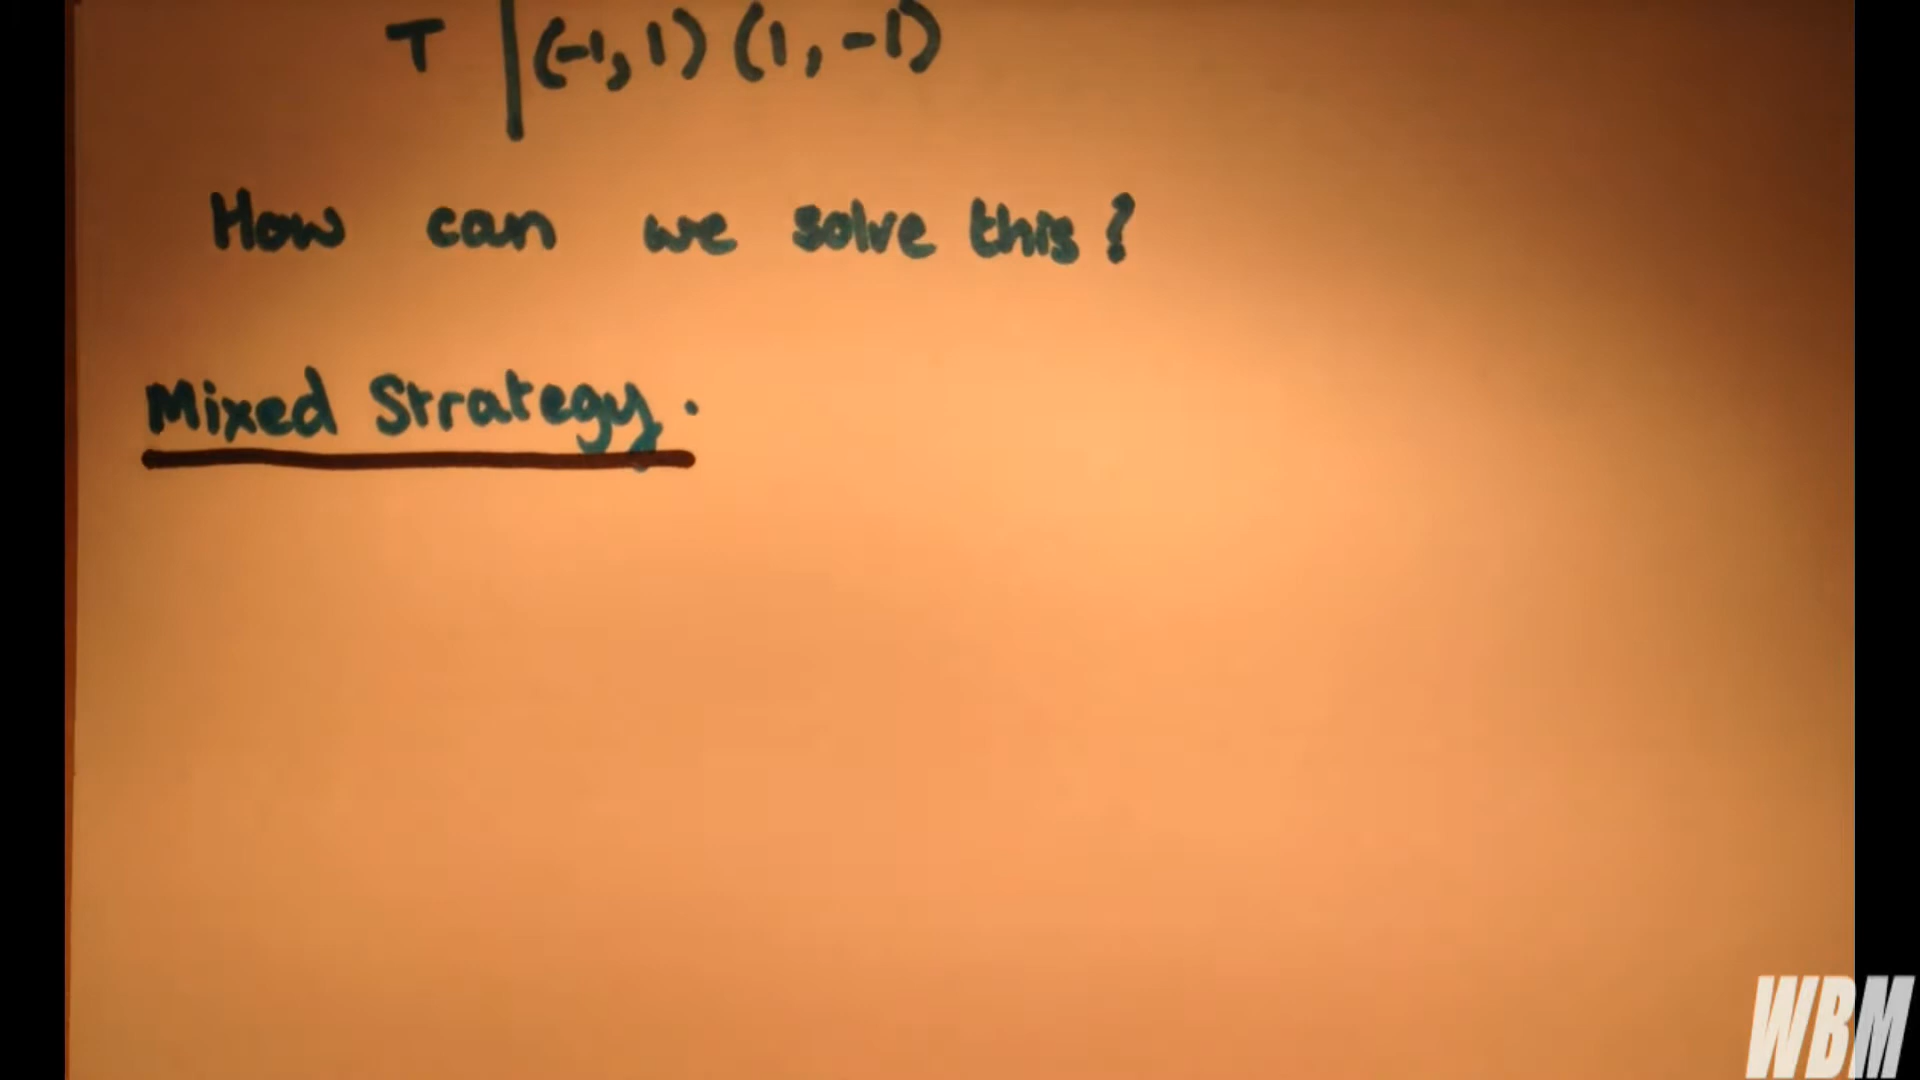 T | (-1, 1) (1, -1)
How can we solve this?
Mixed Strategy.
WBM